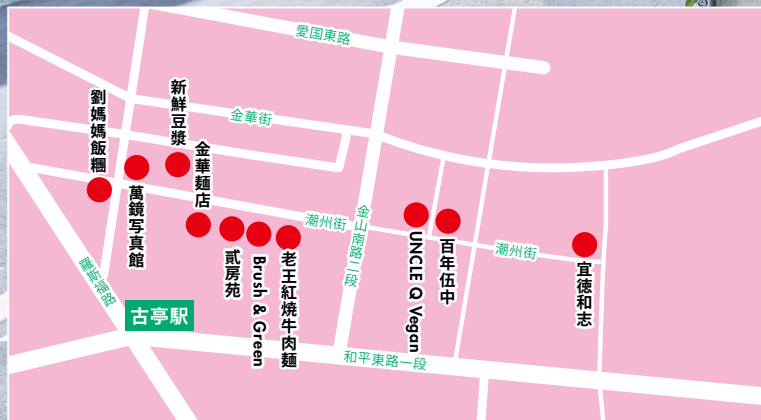 愛国東路
金華街
新鮮豆漿
劉媽媽飯糰
金華麺店
萬鏡写真館
潮州街
金山南路二段
貳房苑
Brush & Green
老王紅焼牛肉麺
UNCLE Q Vegan
百年伍中
潮州街
宜徳和志
羅斯福路
古亭駅
和平東路一段